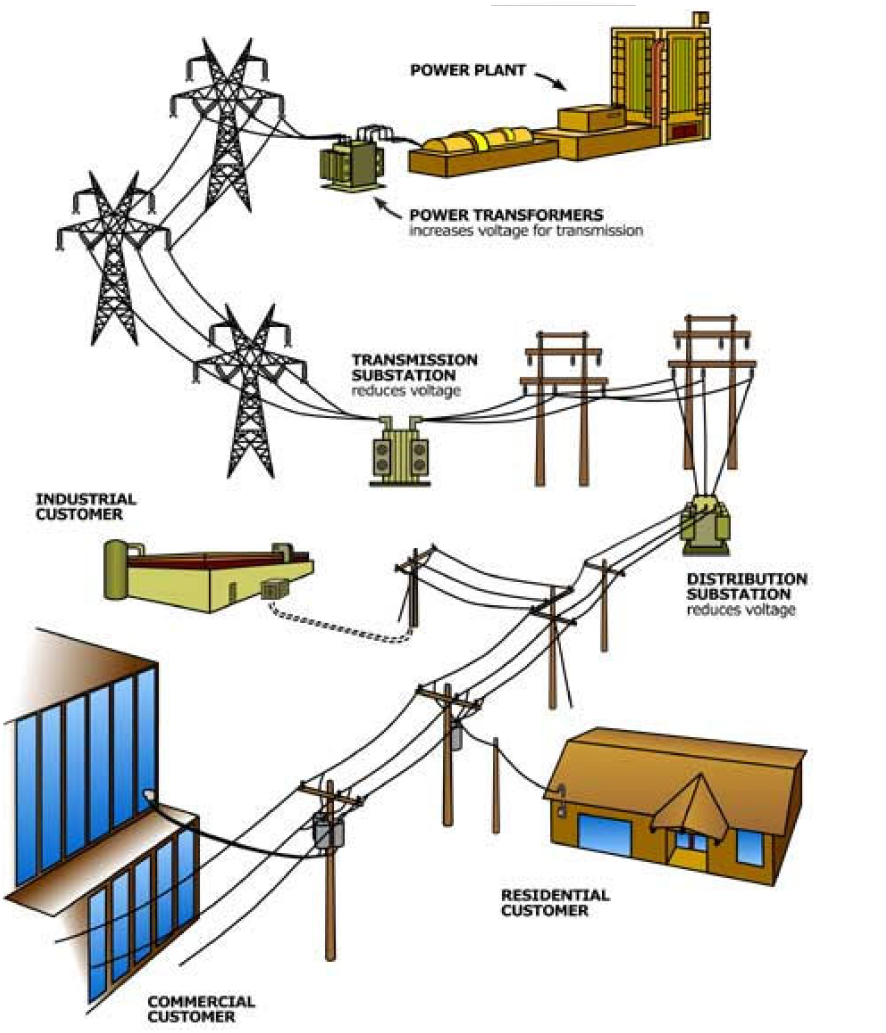 POWER PLANT
POWER TRANSFORMERS
increases voltage for transmission
TRANSMISSION
SUBSTATION
reduces voltage
INDUSTRIAL
CUSTOMER
DISTRIBUTION
SUBSTATION
reduces voltage
RESIDENTIAL
CUSTOMER
COMMERCIAL
CUSTOMER